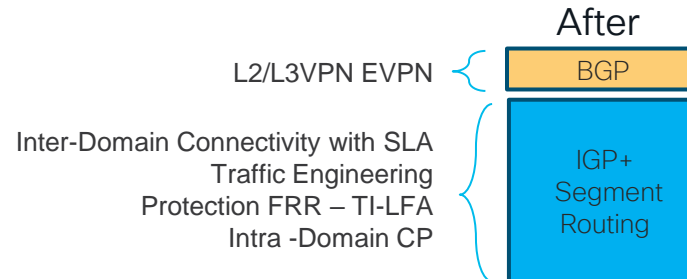 After
L2/L3VPN EVPN
BGP
Inter-Domain Connectivity with SLA
Traffic Engineering
Protection FRR – TI-LFA
Intra -Domain CP
IGP+
Segment
Routing